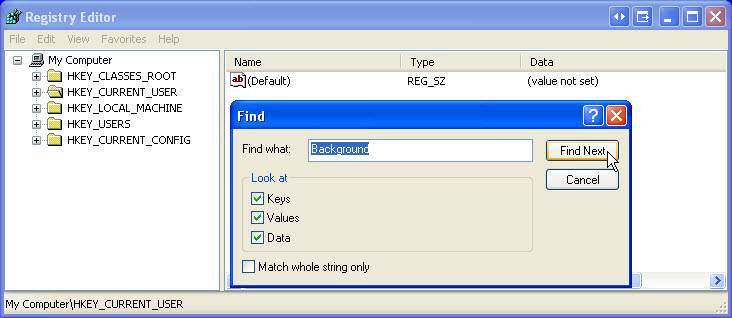 Registry Editor
File Edit View Favorites Help
My Computer
HKEY_CLASSES_ROOT
HKEY_CURRENT_USER
HKEY_LOCAL_MACHINE
HKEY_USERS
HKEY_CURRENT_CONFIG
Name Type Data
ab (Default) REG_SZ (value not set)
Find
Find what: Background Find Next
Cancel
Look at
Keys
Values
Data
Match whole string only
My Computer\HKEY_CURRENT_USER